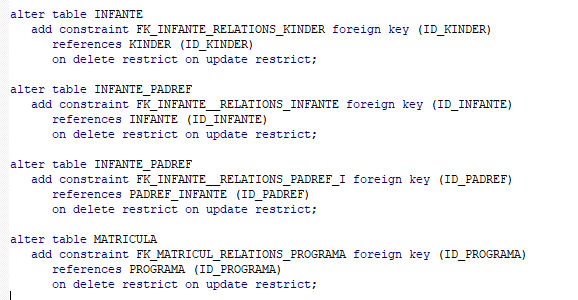 alter table INFANTE
   add constraint FK_INFANTE_RELATIONS_KINDER foreign key (ID_KINDER)
      references KINDER (ID_KINDER)
      on delete restrict on update restrict;

alter table INFANTE_PADREF
   add constraint FK_INFANTE__RELATIONS_INFANTE foreign key (ID_INFANTE)
      references INFANTE (ID_INFANTE)
      on delete restrict on update restrict;

alter table INFANTE_PADREF
   add constraint FK_INFANTE__RELATIONS_PADREF_I foreign key (ID_PADREF)
      references PADREF_INFANTE (ID_PADREF)
      on delete restrict on update restrict;

alter table MATRICULA
   add constraint FK_MATRICUL_RELATIONS_PROGRAMA foreign key (ID_PROGRAMA)
      references PROGRAMA (ID_PROGRAMA)
      on delete restrict on update restrict;